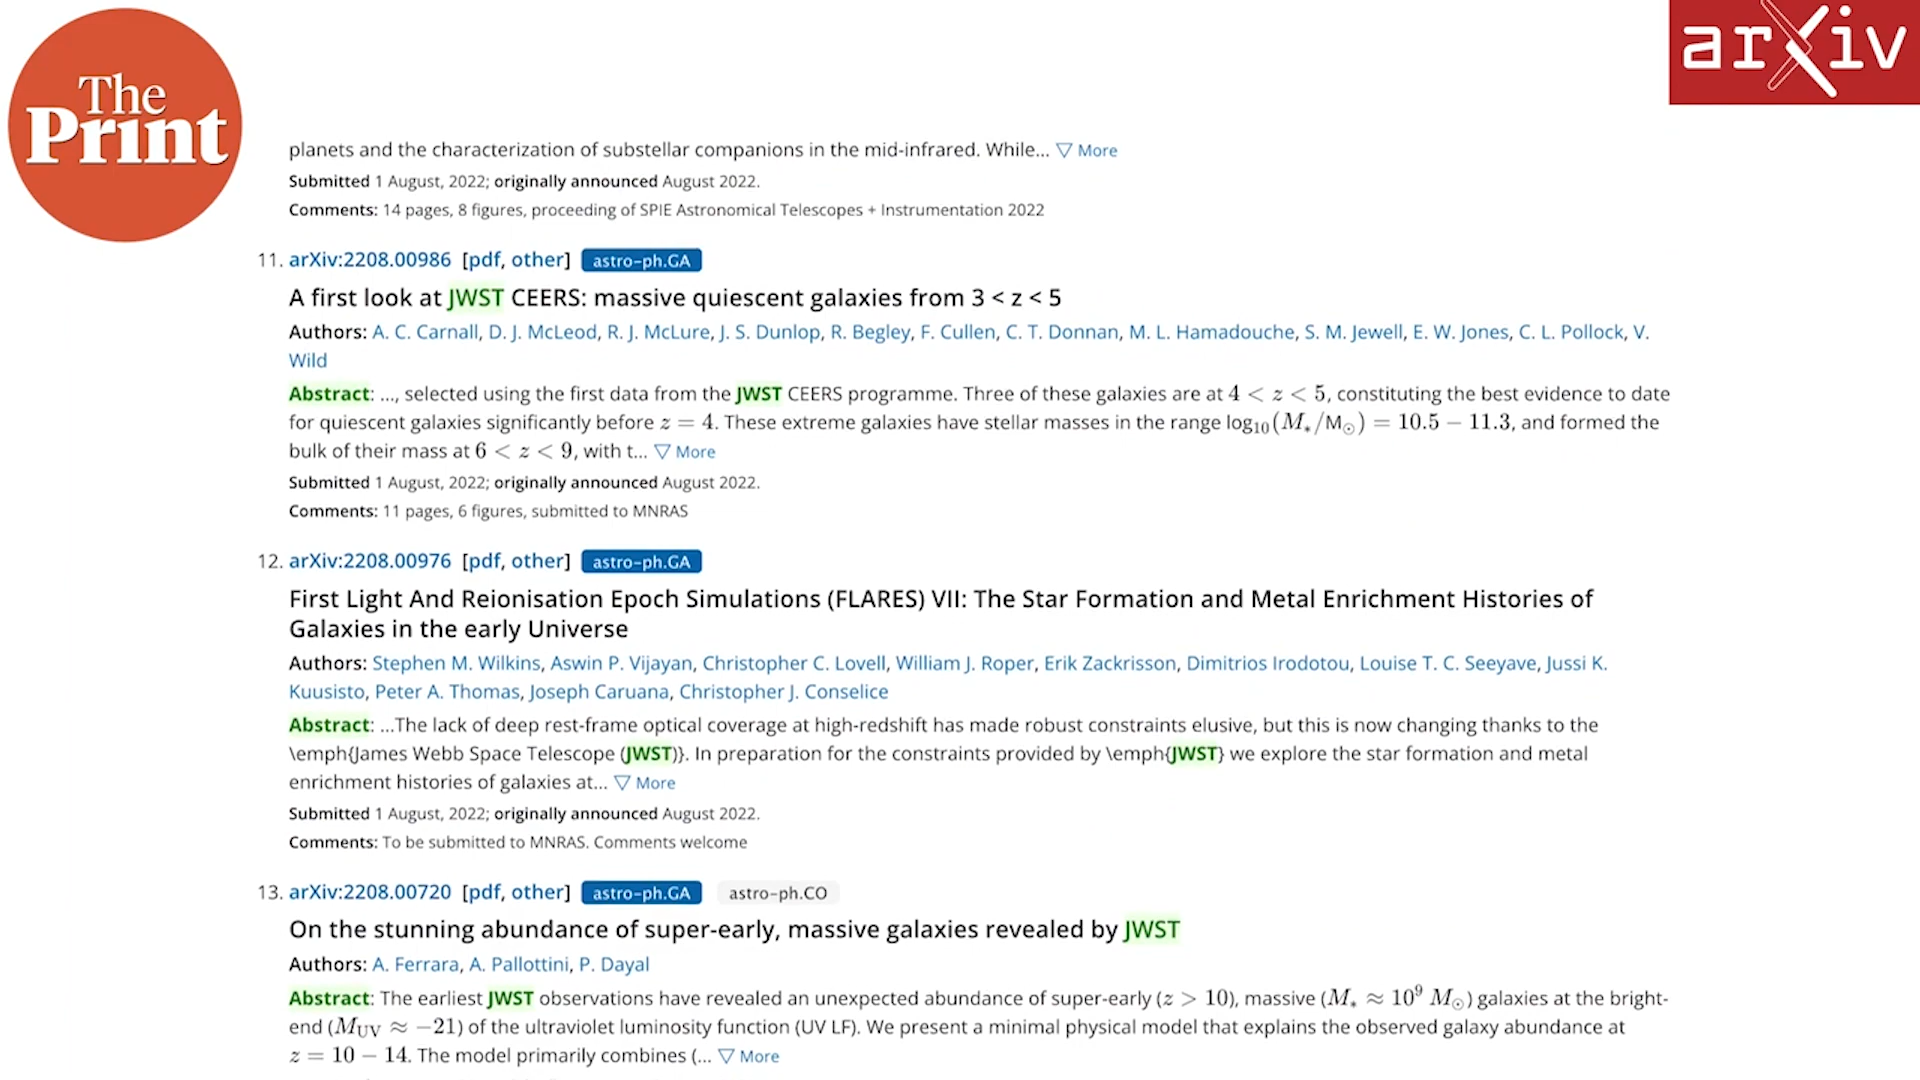 The
Print
arXiv
planets and the characterization of substellar companions in the mid-infrared. While... ▽ More
Submitted 1 August, 2022; originally announced August 2022.
Comments: 14 pages, 8 figures, proceeding of SPIE Astronomical Telescopes + Instrumentation 2022
11. arXiv:2208.00986 [pdf, other] astro-ph.GA
A first look at JWST CEERS: massive quiescent galaxies from 3 < z < 5
Authors: A. C. Carnall, D. J. McLeod, R. J. McLure, J. S. Dunlop, R. Begley, F. Cullen, C. T. Donnan, M. L. Hamadouche, S. M. Jewell, E. W. Jones, C. L. Pollock, V.
Wild
Abstract: ..., selected using the first data from the JWST CEERS programme. Three of these galaxies are at 4 < z < 5, constituting the best evidence to date
for quiescent galaxies significantly before z = 4. These extreme galaxies have stellar masses in the range log₁₀(M*/M⊙) = 10.5 − 11.3, and formed the
bulk of their mass at 6 < z < 9, with t... ▽ More
Submitted 1 August, 2022; originally announced August 2022.
Comments: 11 pages, 6 figures, submitted to MNRAS
12. arXiv:2208.00976 [pdf, other] astro-ph.GA
First Light And Reionisation Epoch Simulations (FLARES) VII: The Star Formation and Metal Enrichment Histories of
Galaxies in the early Universe
Authors: Stephen M. Wilkins, Aswin P. Vijayan, Christopher C. Lovell, William J. Roper, Erik Zackrisson, Dimitrios Irodotou, Louise T. C. Seeyave, Jussi K.
Kuusisto, Peter A. Thomas, Joseph Caruana, Christopher J. Conselice
Abstract: ...The lack of deep rest-frame optical coverage at high-redshift has made robust constraints elusive, but this is now changing thanks to the
\emph{James Webb Space Telescope (JWST)}. In preparation for the constraints provided by \emph{JWST} we explore the star formation and metal
enrichment histories of galaxies at... ▽ More
Submitted 1 August, 2022; originally announced August 2022.
Comments: To be submitted to MNRAS. Comments welcome
13. arXiv:2208.00720 [pdf, other] astro-ph.GA astro-ph.CO
On the stunning abundance of super-early, massive galaxies revealed by JWST
Authors: A. Ferrara, A. Pallottini, P. Dayal
Abstract: The earliest JWST observations have revealed an unexpected abundance of super-early (z > 10), massive (M* ≈ 10⁹ M⊙) galaxies at the bright-
end (M_UV ≈ −21) of the ultraviolet luminosity function (UV LF). We present a minimal physical model that explains the observed galaxy abundance at
z = 10 − 14. The model primarily combines (... ▽ More